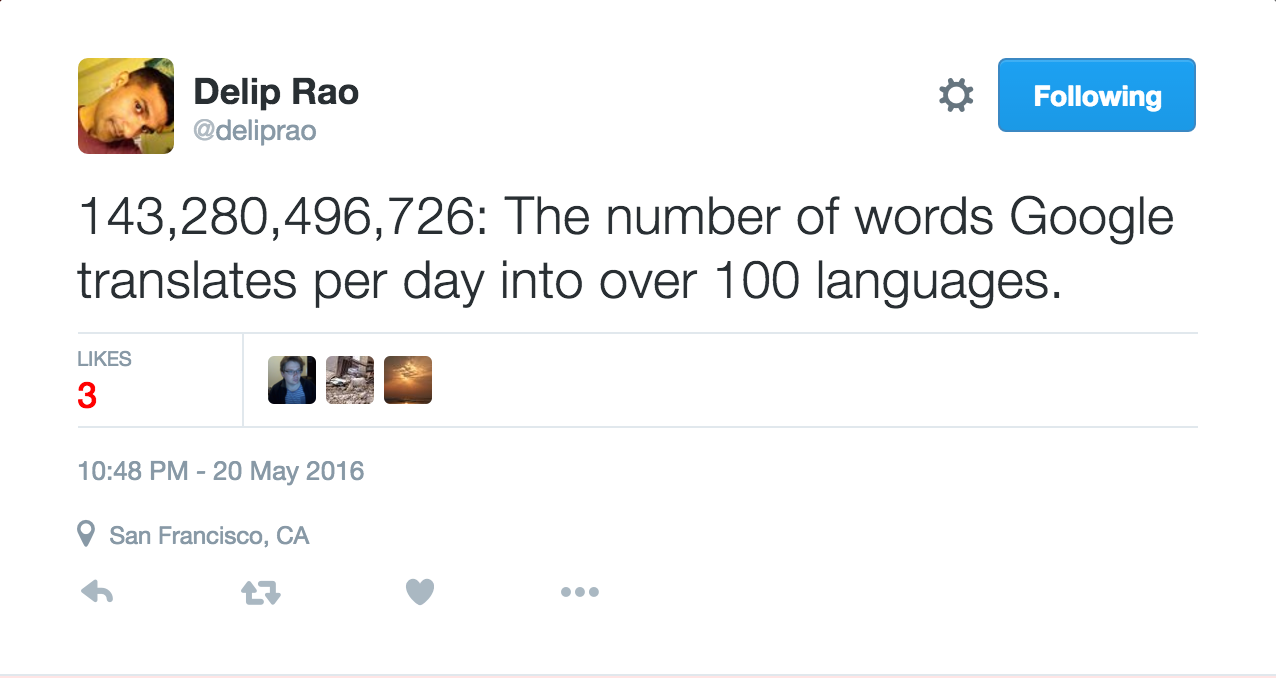 Delip Rao
@deliprao
Following
143,280,496,726: The number of words Google
translates per day into over 100 languages.
LIKES
3
10:48 PM - 20 May 2016
San Francisco, CA